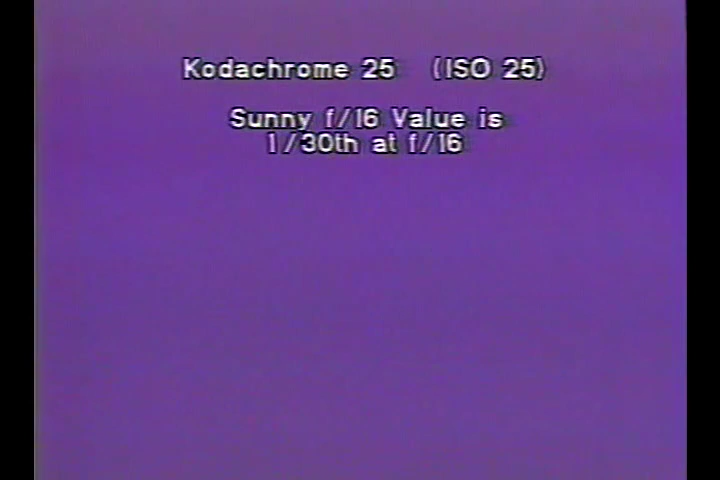 Kodachrome 25 (ISO 25)
Sunny f/16 Value is
1/30th at f/16